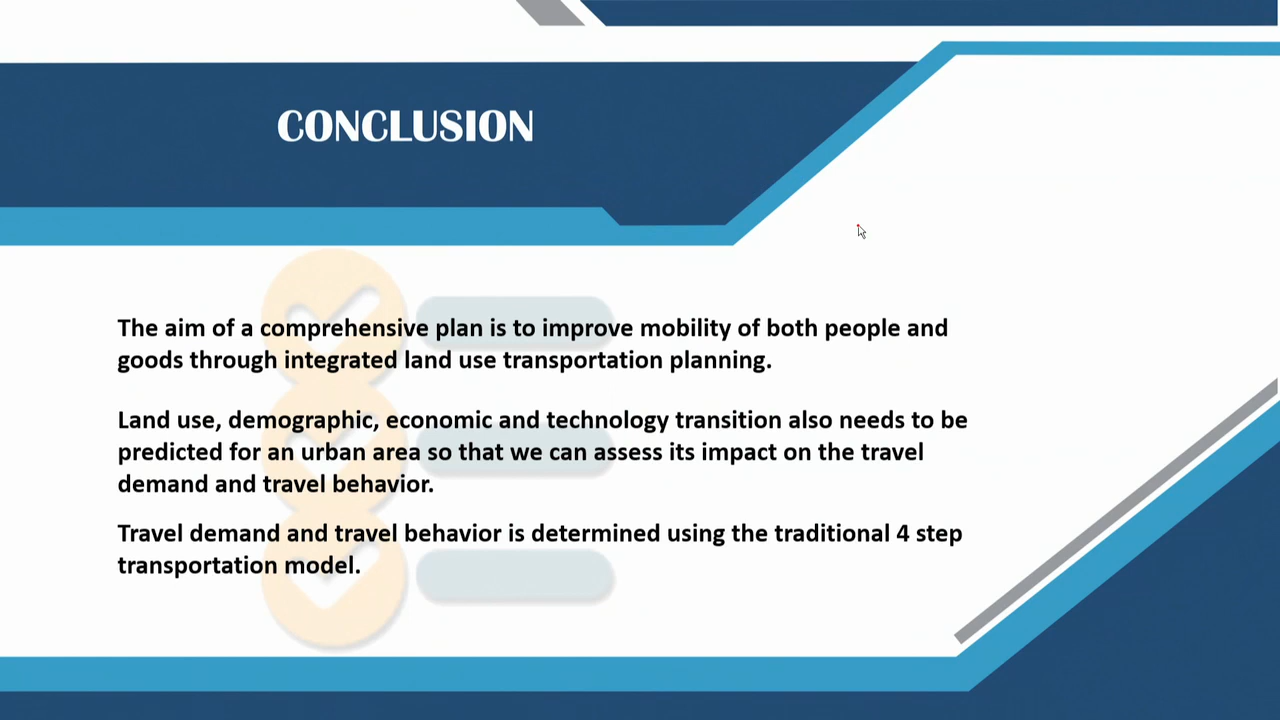 CONCLUSION
The aim of a comprehensive plan is to improve mobility of both people and
goods through integrated land use transportation planning.
Land use, demographic, economic and technology transition also needs to be
predicted for an urban area so that we can assess its impact on the travel
demand and travel behavior.
Travel demand and travel behavior is determined using the traditional 4 step
transportation model.